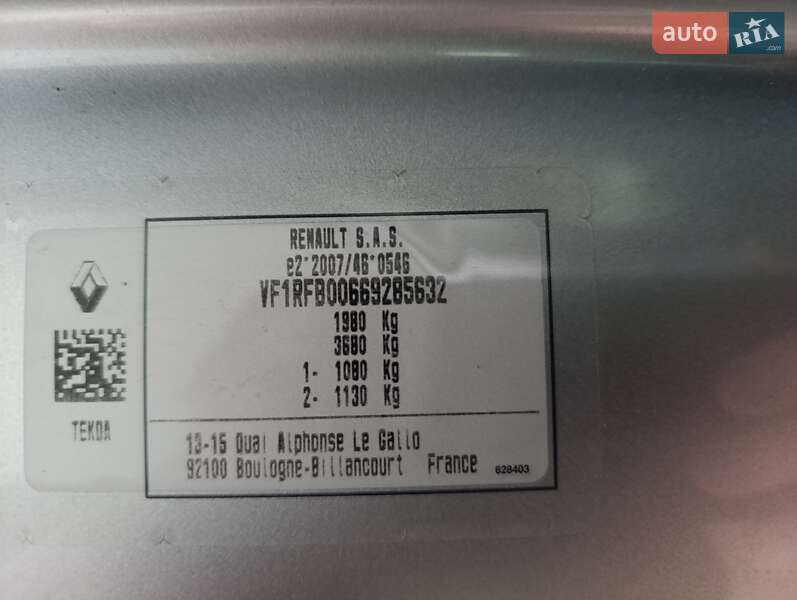 auto RIA .com
RENAULT S.A.S.
e2*2007/46*0546
VF1RFB00669285632
1980 Kg
3680 Kg
1- 1080 Kg
2- 1130 Kg
TEKDA
13-15 Quai Alphonse Le Gallo
92100 Boulogne-Billancourt France
628403